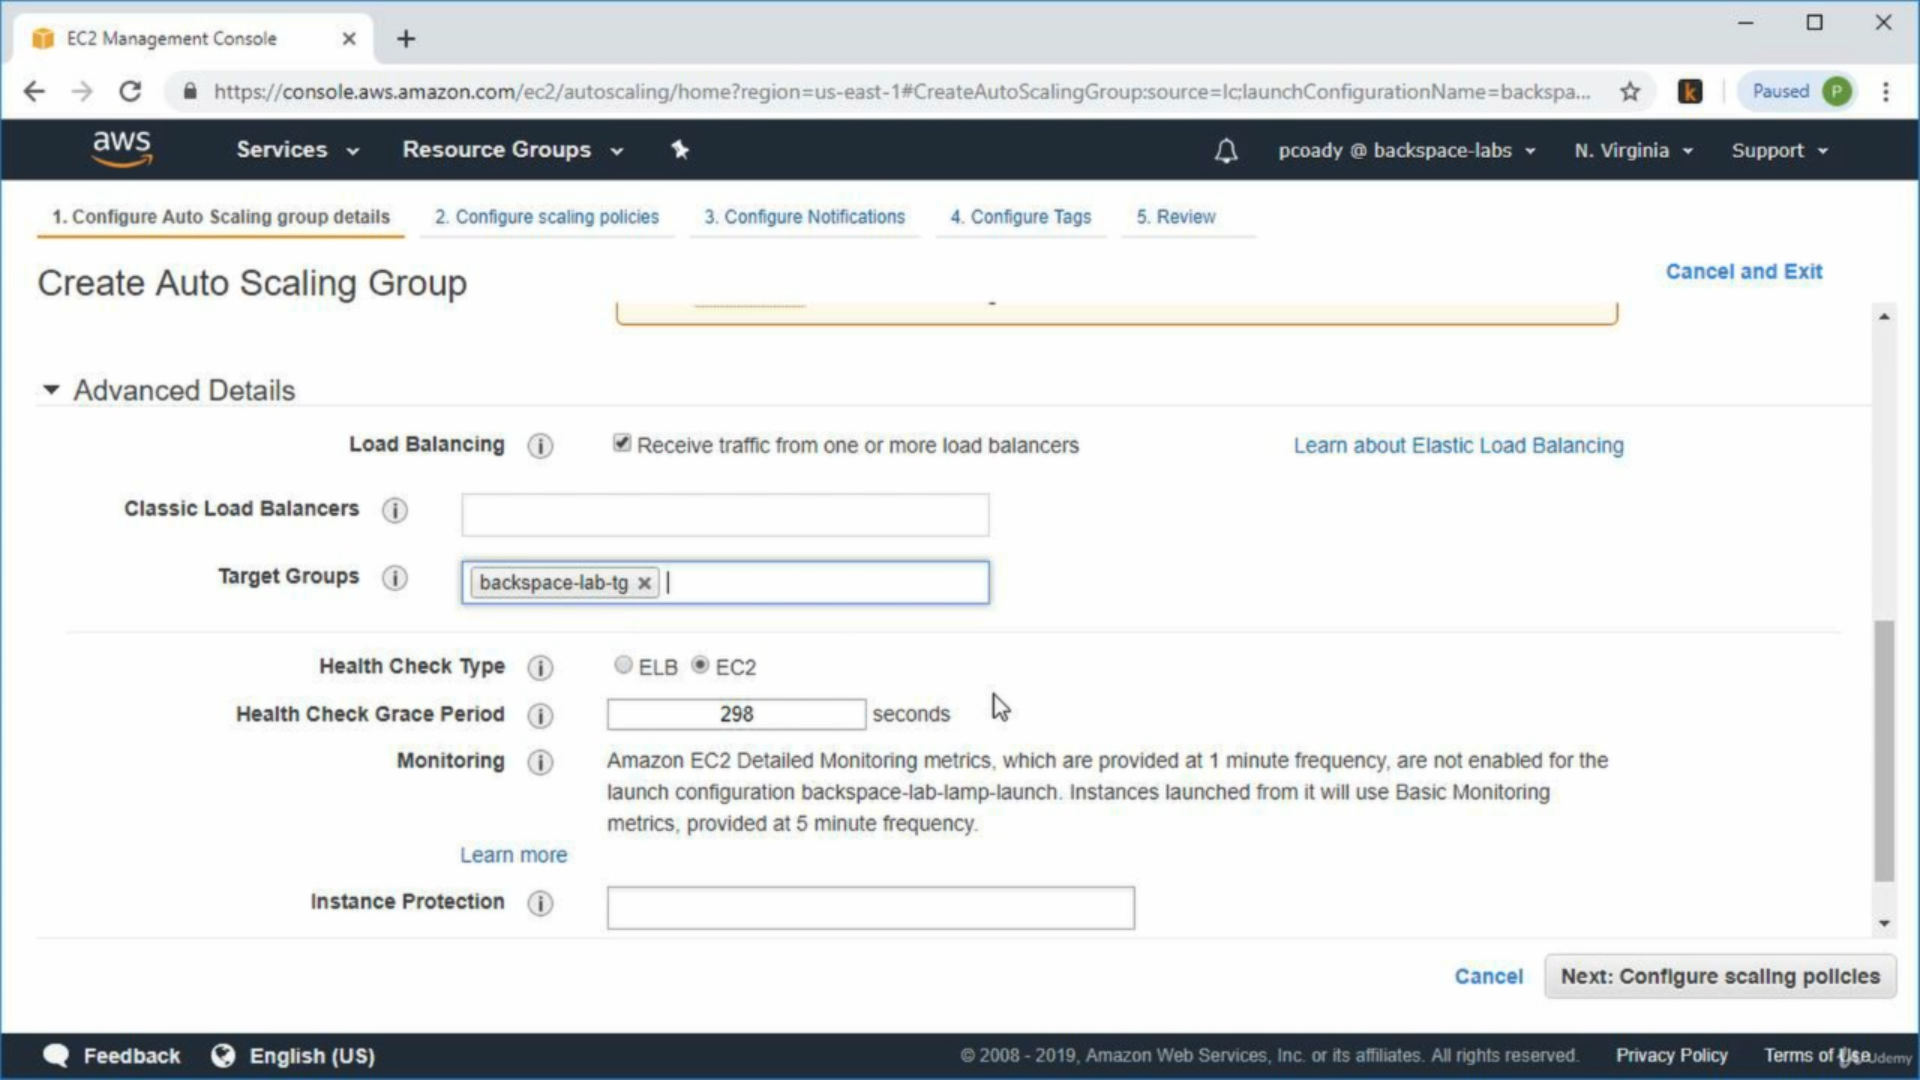 EC2 Management Console
https://console.aws.amazon.com/ec2/autoscaling/home?region=us-east-1#CreateAutoScalingGroup:source=lc;launchConfigurationName=backspa...
k
Paused P
aws
Services
Resource Groups
pcoady @ backspace-labs
N. Virginia
Support
1. Configure Auto Scaling group details
2. Configure scaling policies
3. Configure Notifications
4. Configure Tags
5. Review
Create Auto Scaling Group
Cancel and Exit
Advanced Details
Load Balancing
Receive traffic from one or more load balancers
Learn about Elastic Load Balancing
Classic Load Balancers
Target Groups
backspace-lab-tg
Health Check Type
ELB EC2
Health Check Grace Period
298 seconds
Monitoring
Amazon EC2 Detailed Monitoring metrics, which are provided at 1 minute frequency, are not enabled for the
launch configuration backspace-lab-lamp-launch. Instances launched from it will use Basic Monitoring
metrics, provided at 5 minute frequency.
Learn more
Instance Protection
Cancel
Next: Configure scaling policies
Feedback
English (US)
© 2008 - 2019, Amazon Web Services, Inc. or its affiliates. All rights reserved.
Privacy Policy
Terms of Use
Udemy